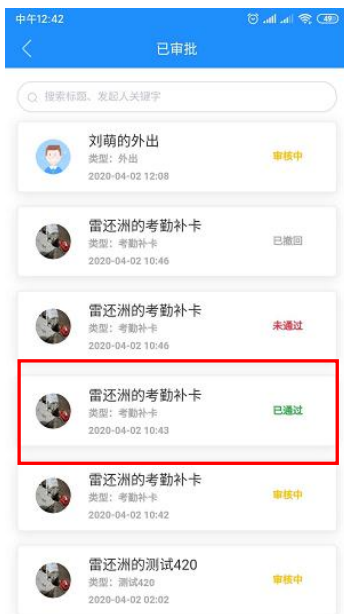 中午12:42
49
已审批
搜索标题、发起人关键字
刘萌的外出
类型：外出
审核中
2020-04-02 12:08
雷还洲的考勤补卡
类型：考勤补卡
已撤回
2020-04-02 10:46
雷还洲的考勤补卡
类型：考勤补卡
未通过
2020-04-02 10:46
雷还洲的考勤补卡
类型：考勤补卡
已通过
2020-04-02 10:43
雷还洲的考勤补卡
类型：考勤补卡
审核中
2020-04-02 10:42
雷还洲的测试420
类型：测试420
审核中
2020-04-02 02:02